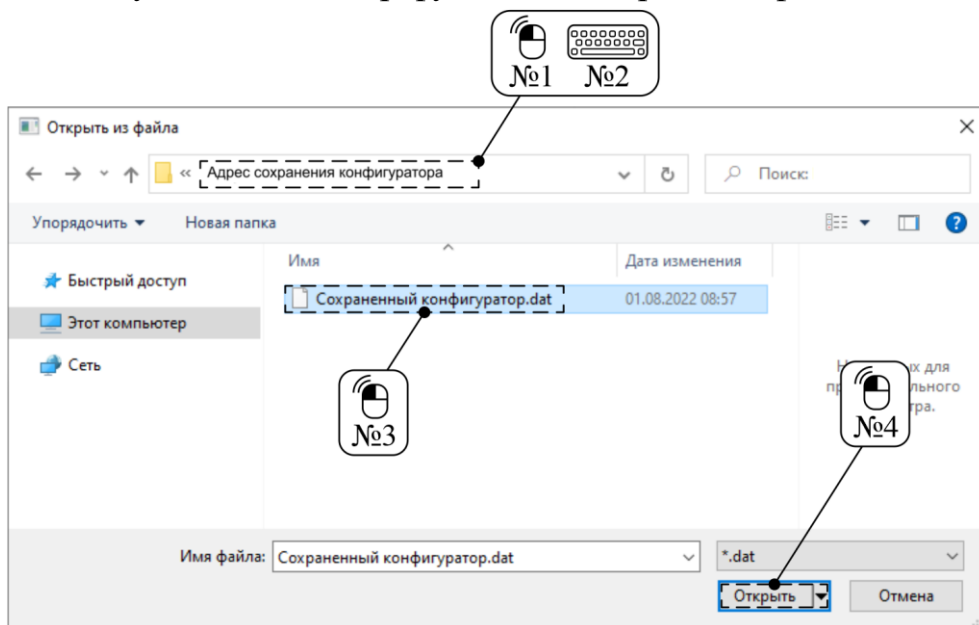 №1 №2
Открыть из файла
« Адрес сохранения конфигуратора
Поиск:
Упорядочить Новая папка
Имя Дата изменения
Быстрый доступ
Сохраненный конфигуратор.dat 01.08.2022 08:57
Этот компьютер
Сеть
для
№3
№4
Имя файла: Сохраненный конфигуратор.dat *.dat
Открыть Отмена